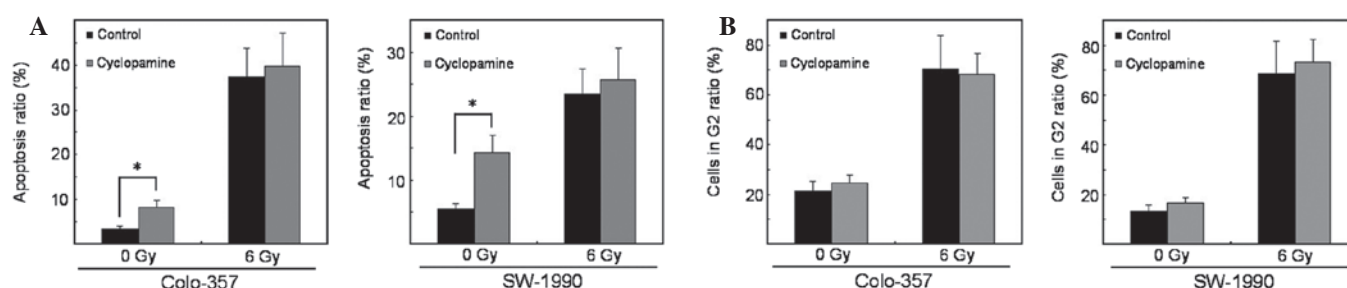 A
Apoptosis ratio (%)
40
30
20
10
Control
Cyclopamine
*
0 Gy
6 Gy
Colo-357
Apoptosis ratio (%)
30
25
15
5
Control
Cyclopamine
*
0 Gy
6 Gy
SW-1990
B
Cells in G2 ratio (%)
80
60
40
20
Control
Cyclopamine
0 Gy
6 Gy
Colo-357
Cells in G2 ratio (%)
80
60
40
20
Control
Cyclopamine
0 Gy
6 Gy
SW-1990